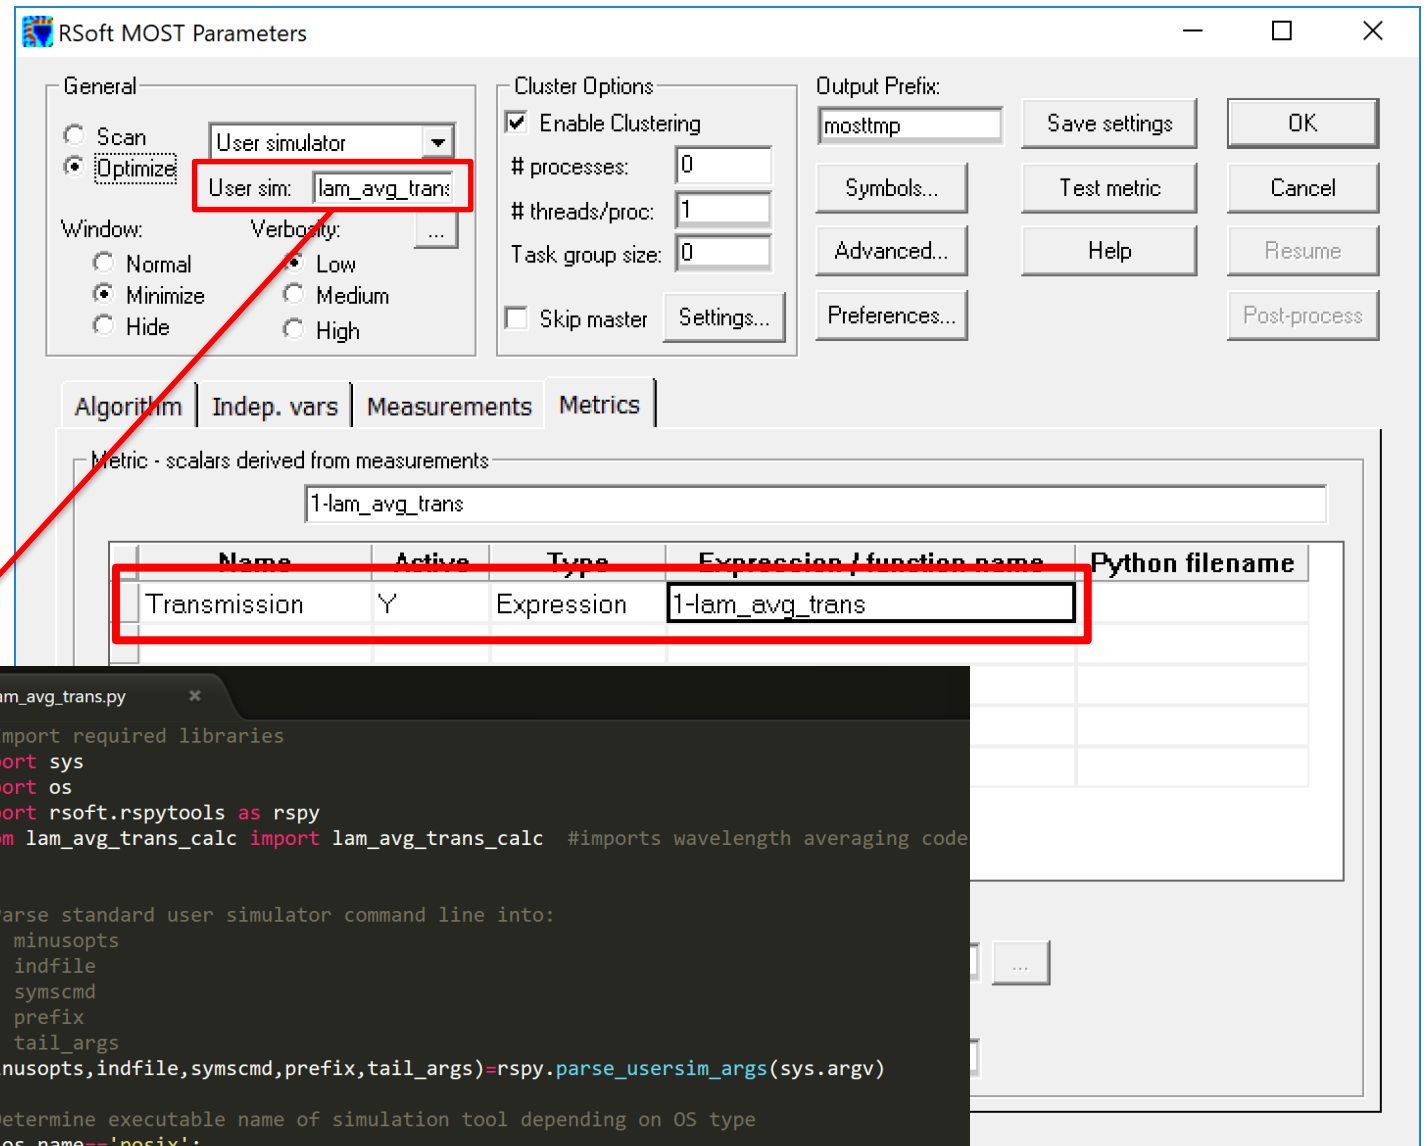 RSoft MOST Parameters
General
Scan
Optimize
User simulator
User sim: lam_avg_trans
Window:
Normal
Minimize
Hide
Verbosity:
...
Low
Medium
High
Cluster Options
Enable Clustering
# processes: 0
# threads/proc: 1
Task group size: 0
Skip master
Settings...
Output Prefix:
mosttmp
Symbols...
Advanced...
Preferences...
Save settings
Test metric
Help
OK
Cancel
Resume
Post-process
Algorithm Indep. vars Measurements Metrics
Metric - scalars derived from measurements
1-lam_avg_trans
Name Active Type Expression / function name Python filename
Transmission Y Expression 1-lam_avg_trans
...
am_avg_trans.py ×
import required libraries
port sys
port os
port rsoft.rspytools as rspy
om lam_avg_trans_calc import lam_avg_trans_calc #imports wavelength averaging code
Parse standard user simulator command line into:
minusopts
indfile
symscmd
prefix
tail_args
inusopts,indfile,symscmd,prefix,tail_args)=rspy.parse_usersim_args(sys.argv)
Determine executable name of simulation tool depending on OS type
os.name=='posix':